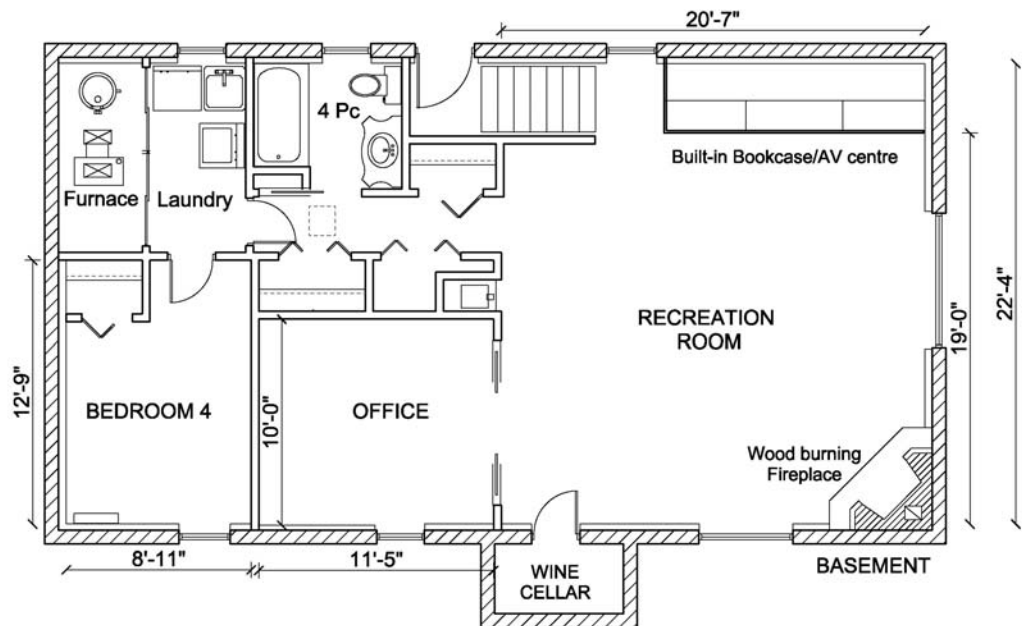 20'-7"
4 Pc
Built-in Bookcase/AV centre
Furnace
Laundry
RECREATION
ROOM
22'-4"
19'-0"
12'-9"
BEDROOM 4
10'-0"
OFFICE
Wood burning
Fireplace
8'-11"
11'-5"
WINE
CELLAR
BASEMENT